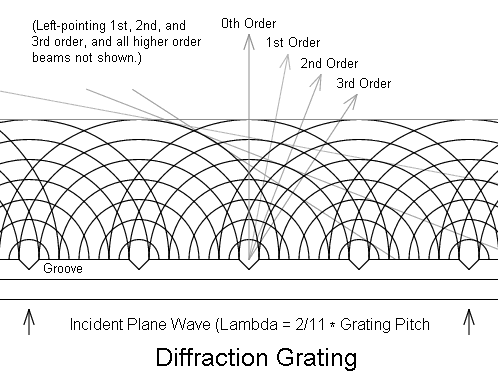 (Left-pointing 1st, 2nd, and
3rd order, and all higher order
beams not shown.)
0th Order
1st Order
2nd Order
3rd Order
Groove
Incident Plane Wave (Lambda = 2/11 * Grating Pitch
Diffraction Grating